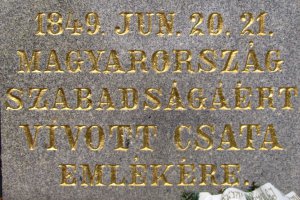 1849. JUN. 20. 21.
MAGYARORSZÁG
SZABADSÁGÁÉRT
VÍVOTT CSATA
EMLÉKÉRE.